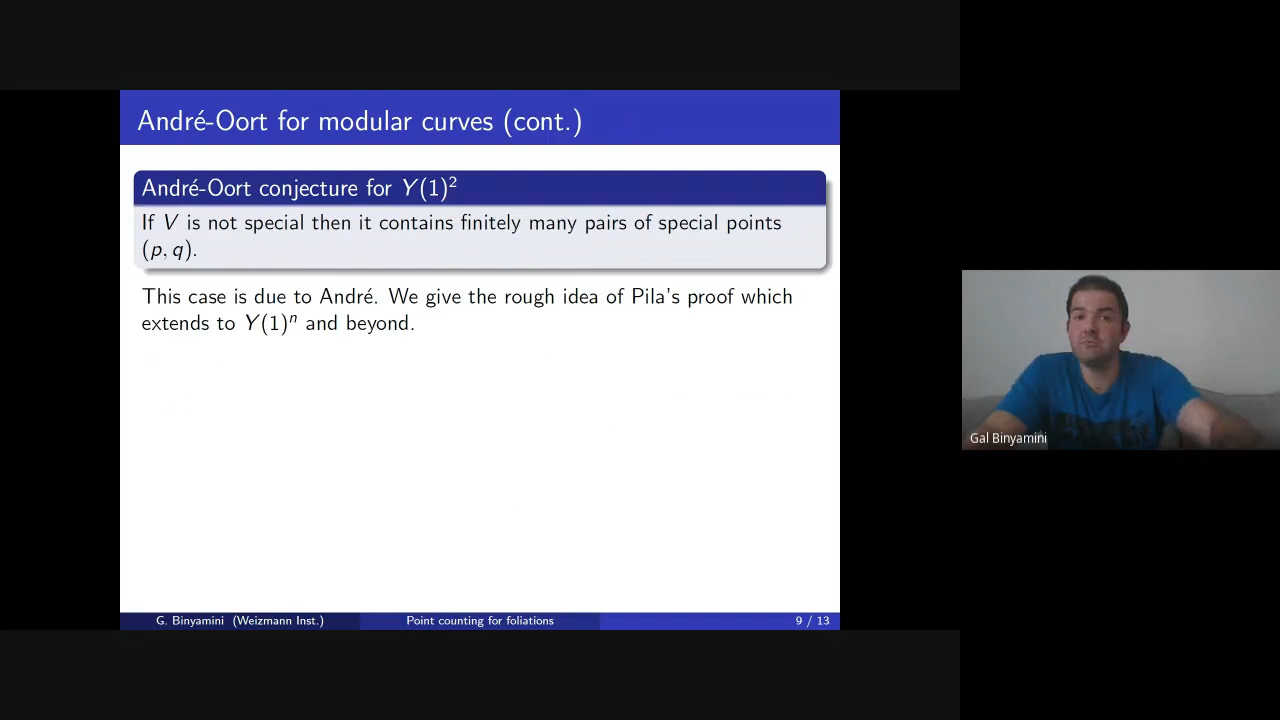 André-Oort for modular curves (cont.)
André-Oort conjecture for Y(1)²
If V is not special then it contains finitely many pairs of special points
(p, q).
This case is due to André. We give the rough idea of Pila's proof which
extends to Y(1)ⁿ and beyond.
Gal Binyamini
G. Binyamini (Weizmann Inst.) Point counting for foliations 9 / 13